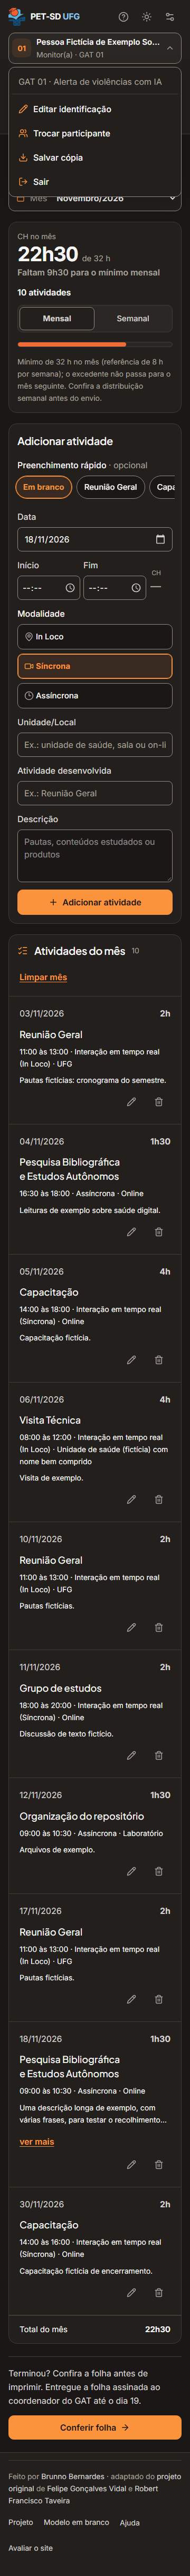 PET-SD UFG
01
Pessoa Fictícia de Exemplo So...
Monitor(a) · GAT 01
GAT 01 · Alerta de violências com IA
Editar identificação
Trocar participante
Salvar cópia
Sair
Mês
Novembro/2026
CH no mês
22h30 de 32 h
Faltam 9h30 para o mínimo mensal
10 atividades
Mensal
Semanal
Mínimo de 32 h no mês (referência de 8 h
por semana); o excedente não passa para o
mês seguinte. Confira a distribuição
semanal antes do envio.
Adicionar atividade
Preenchimento rápido · opcional
Em branco
Reunião Geral
Capa
Data
18/11/2026
Início
Fim
CH
--:--
--:--
—
Modalidade
In Loco
Síncrona
Assíncrona
Unidade/Local
Ex.: unidade de saúde, sala ou on-li
Atividade desenvolvida
Ex.: Reunião Geral
Descrição
Pautas, conteúdos estudados ou
produtos
Adicionar atividade
Atividades do mês 10
Limpar mês
03/11/2026
2h
Reunião Geral
11:00 às 13:00 · Interação em tempo real
(In Loco) · UFG
Pautas fictícias: cronograma do semestre.
04/11/2026
1h30
Pesquisa Bibliográfica
e Estudos Autônomos
16:30 às 18:00 · Assíncrona · Online
Leituras de exemplo sobre saúde digital.
05/11/2026
4h
Capacitação
14:00 às 18:00 · Interação em tempo real
(Síncrona) · Online
Capacitação fictícia.
06/11/2026
4h
Visita Técnica
08:00 às 12:00 · Interação em tempo real
(In Loco) · Unidade de saúde (fictícia) com
nome bem comprido
Visita de exemplo.
10/11/2026
2h
Reunião Geral
11:00 às 13:00 · Interação em tempo real
(In Loco) · UFG
Pautas fictícias.
11/11/2026
2h
Grupo de estudos
18:00 às 20:00 · Interação em tempo real
(Síncrona) · Online
Discussão de texto fictício.
12/11/2026
1h30
Organização do repositório
09:00 às 10:30 · Assíncrona · Laboratório
Arquivos de exemplo.
17/11/2026
2h
Reunião Geral
11:00 às 13:00 · Interação em tempo real
(In Loco) · UFG
Pautas fictícias.
18/11/2026
1h30
Pesquisa Bibliográfica
e Estudos Autônomos
09:00 às 10:30 · Assíncrona · Online
Uma descrição longa de exemplo, com
várias frases, para testar o recolhimento...
ver mais
30/11/2026
2h
Capacitação
14:00 às 16:00 · Interação em tempo real
(Síncrona) · Online
Capacitação fictícia de encerramento.
Total do mês
22h30
Terminou? Confira a folha antes de
imprimir. Entregue a folha assinada ao
coordenador do GAT até o dia 19.
Conferir folha
Feito por Brunno Bernardes · adaptado do projeto
original de Felipe Gonçalves Vidal e Robert
Francisco Taveira
Projeto
Modelo em branco
Ajuda
Avaliar o site